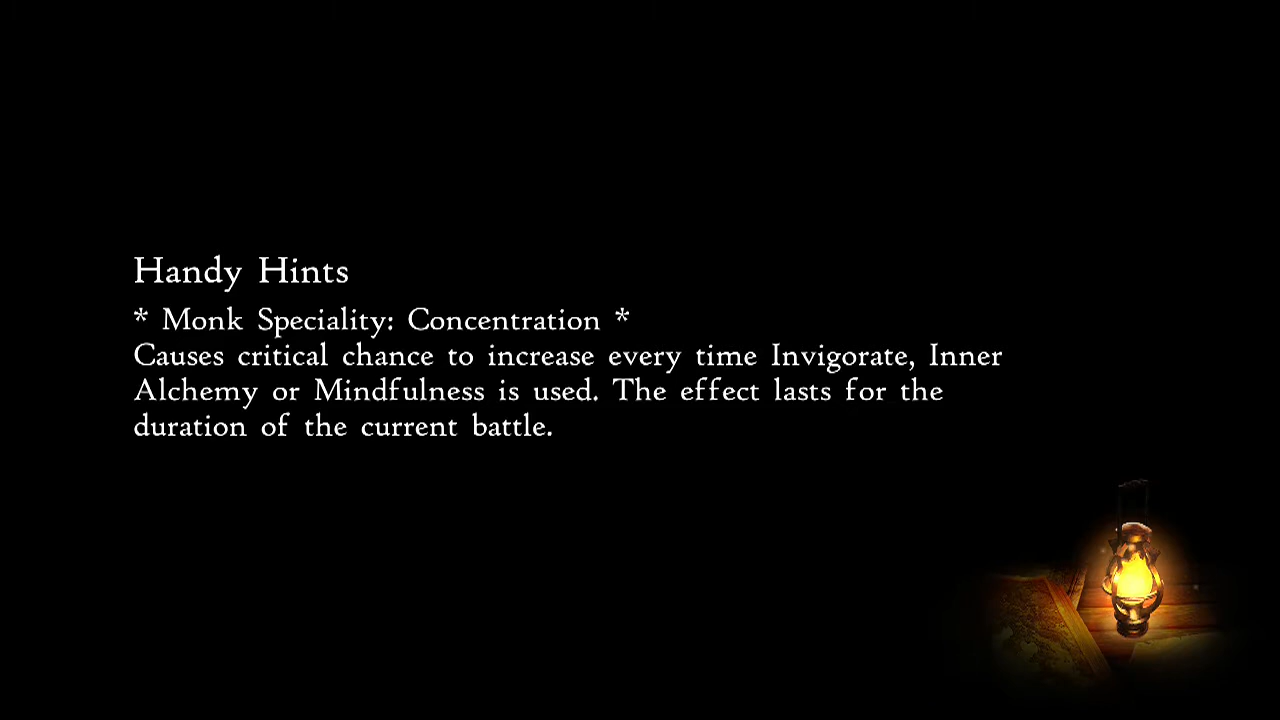 Handy Hints
* Monk Speciality: Concentration *
Causes critical chance to increase every time Invigorate, Inner
Alchemy or Mindfulness is used. The effect lasts for the
duration of the current battle.